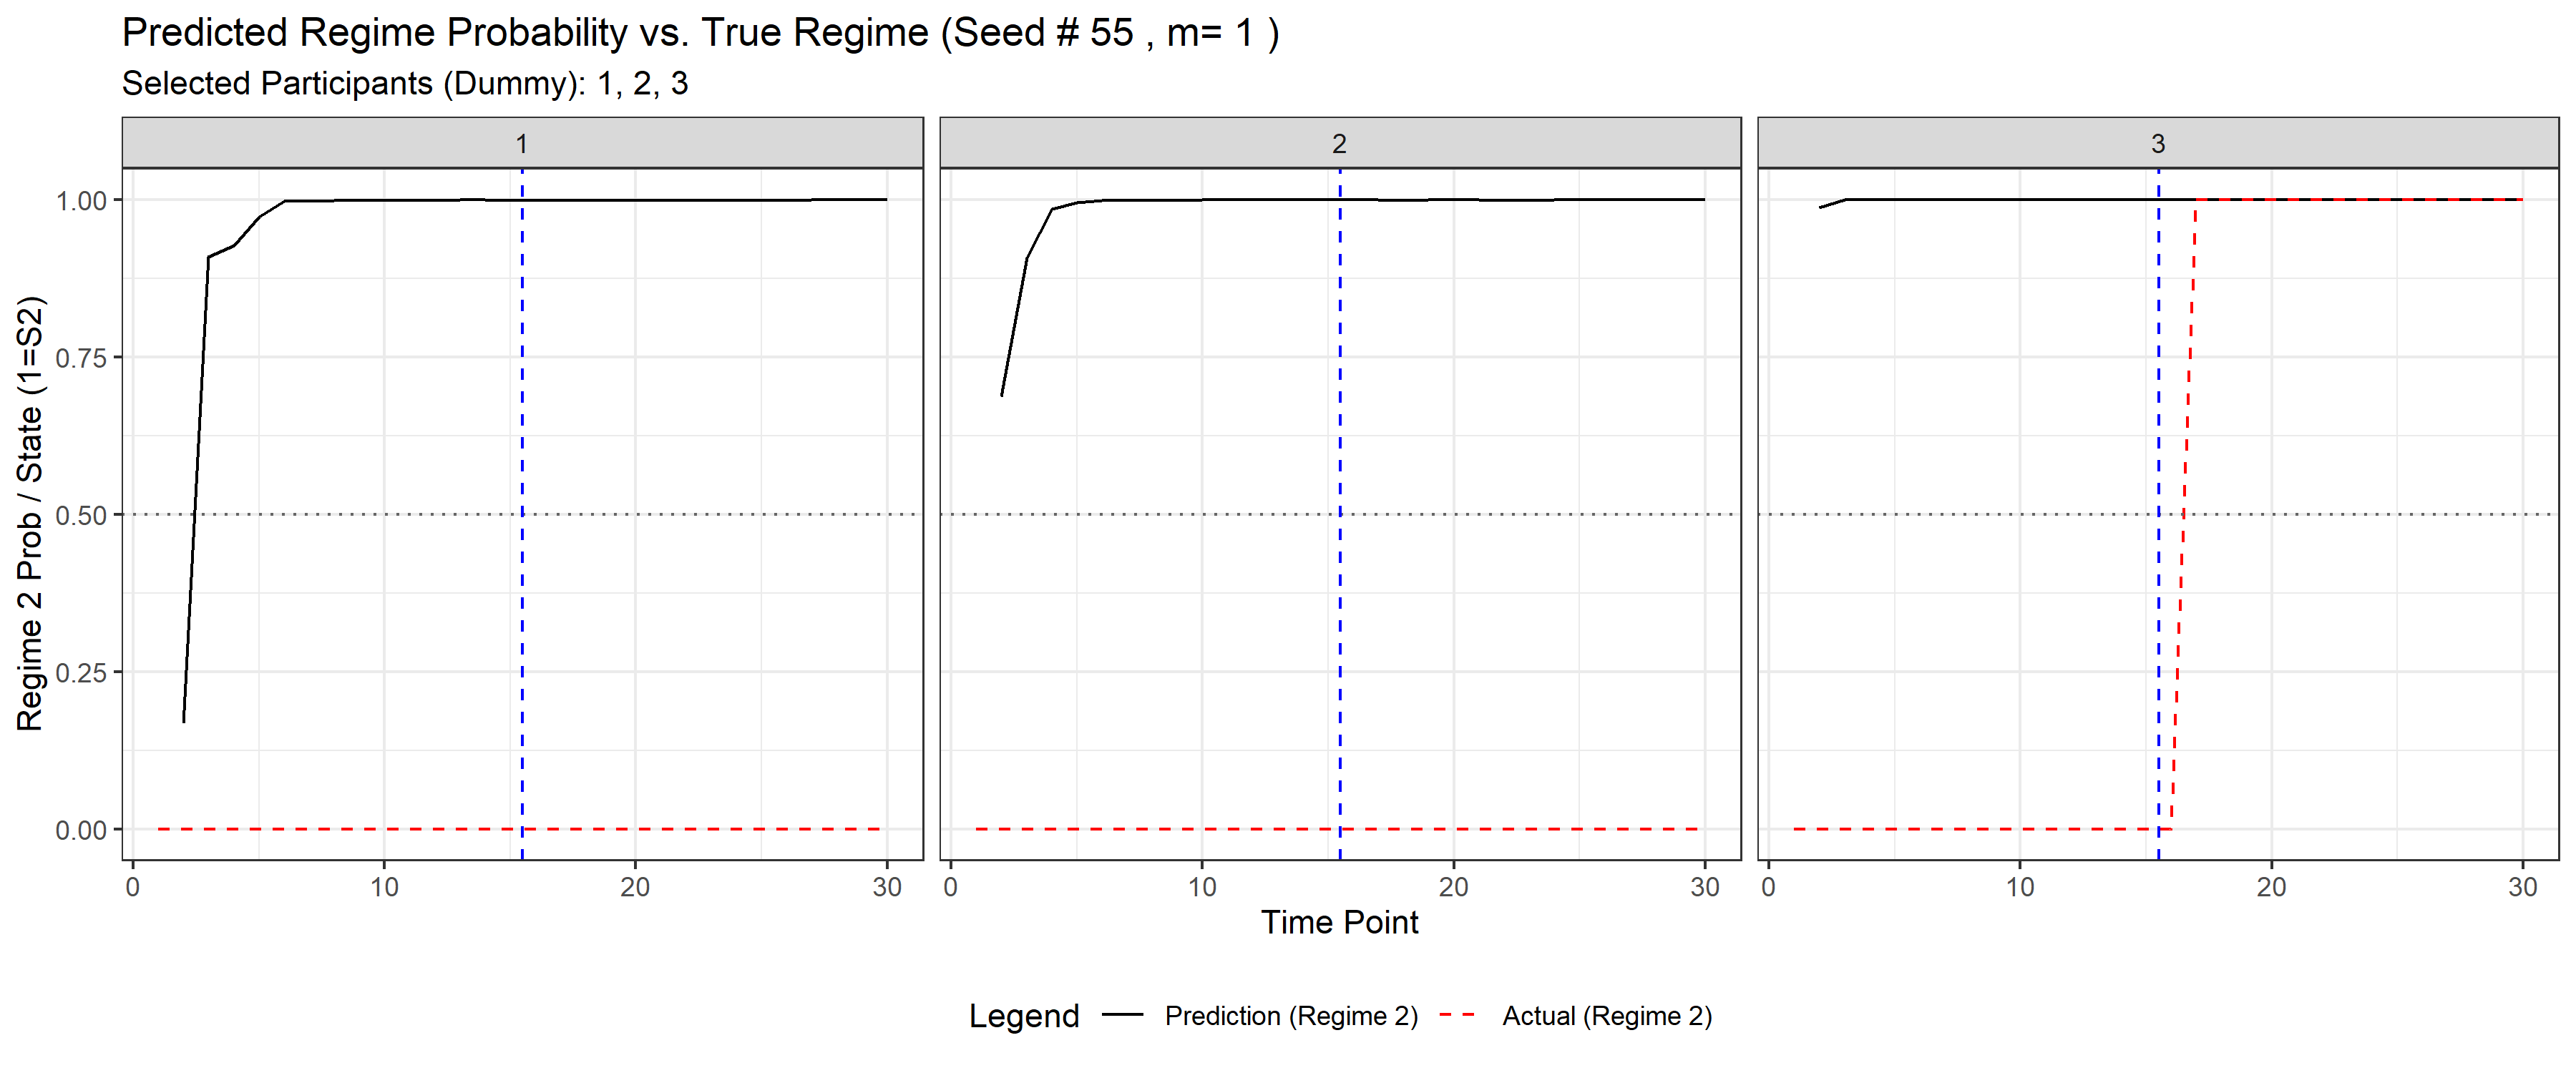 Predicted Regime Probability vs. True Regime (Seed # 55 , m= 1 )
Selected Participants (Dummy): 1, 2, 3
1 2 3
Regime 2 Prob / State (1=S2)
1.00
0.75
0.50
0.25
0.00
0 10 20 30 0 10 20 30 0 10 20 30
Time Point
Legend Prediction (Regime 2) Actual (Regime 2)